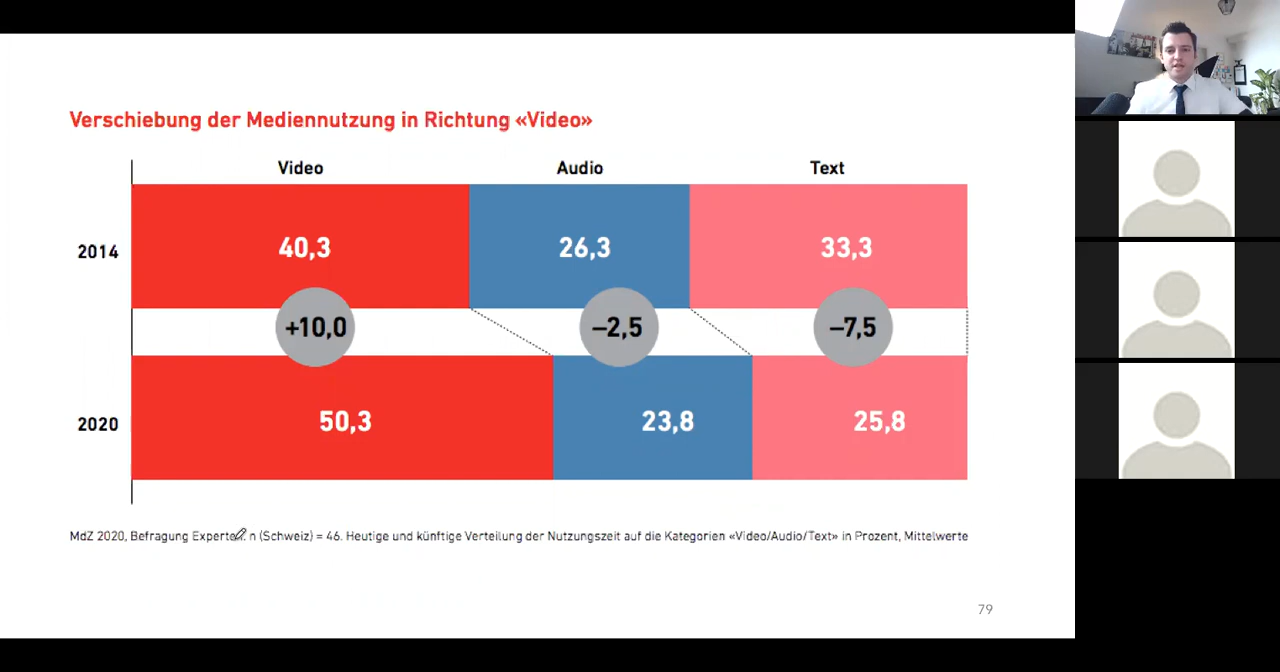 Verschiebung der Mediennutzung in Richtung «Video»
Video Audio Text
2014 40,3 26,3 33,3
+10,0 –2,5 –7,5
2020 50,3 23,8 25,8
MdZ 2020, Befragung n (Schweiz) = 46. Heutige und künftige Verteilung der Nutzungszeit auf die Kategorien «Video/Audio/Text» in Prozent, Mittelwerte
79